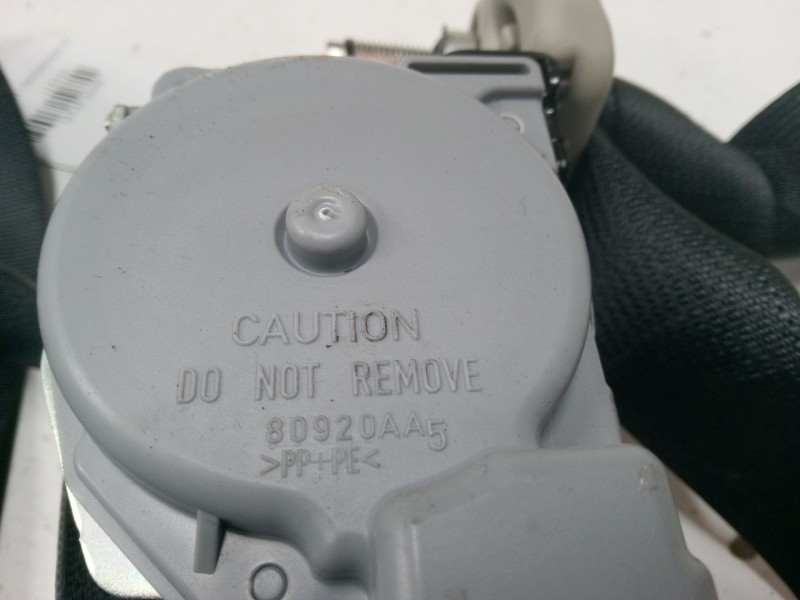 CAUTION
DO NOT REMOVE
80920AA5
>PP+PE<